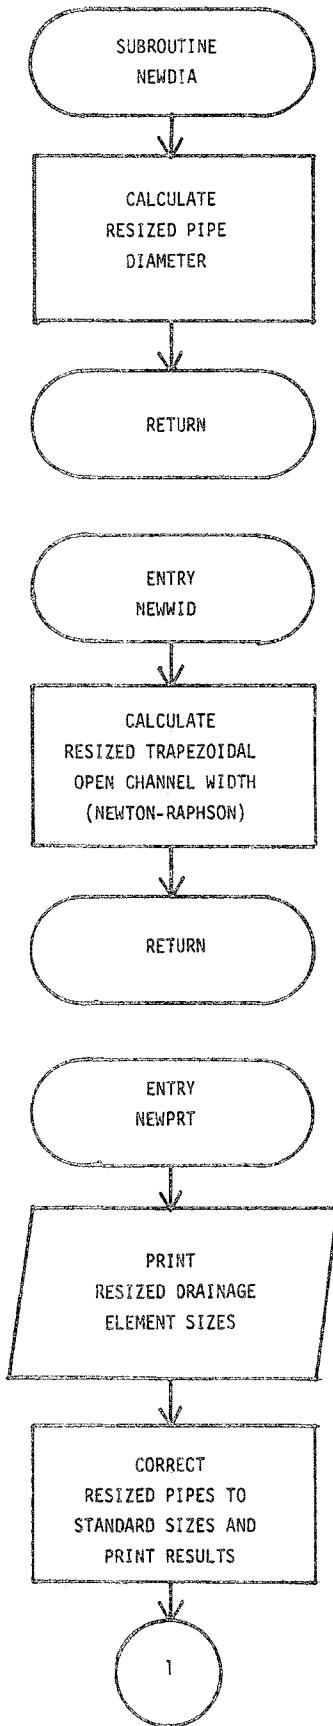 SUBROUTINE
NEWDIA
CALCULATE
RESIZED PIPE
DIAMETER
RETURN
ENTRY
NEWWID
CALCULATE
RESIZED TRAPEZOIDAL
OPEN CHANNEL WIDTH
(NEWTON-RAPHSON)
RETURN
ENTRY
NEWPRT
PRINT
RESIZED DRAINAGE
ELEMENT SIZES
CORRECT
RESIZED PIPES TO
STANDARD SIZES AND
PRINT RESULTS
1